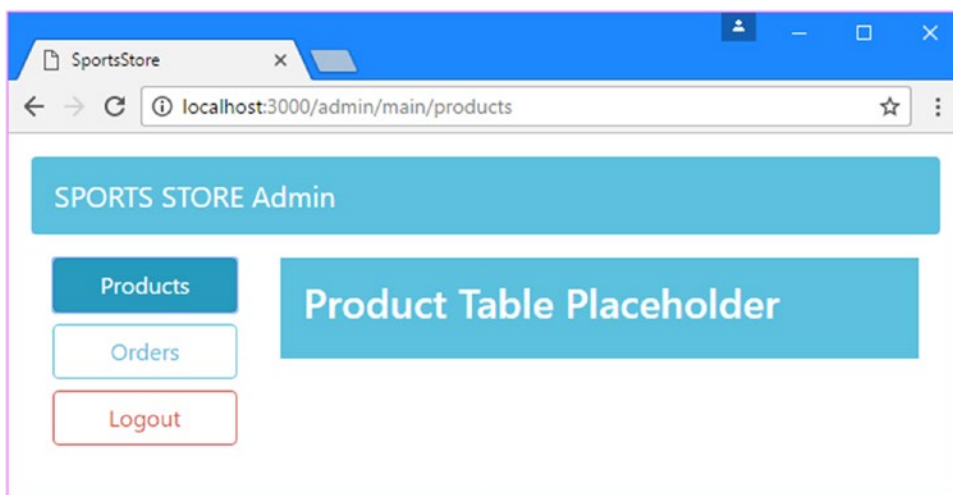 SportsStore
localhost:3000/admin/main/products
SPORTS STORE Admin
Products
Product Table Placeholder
Orders
Logout